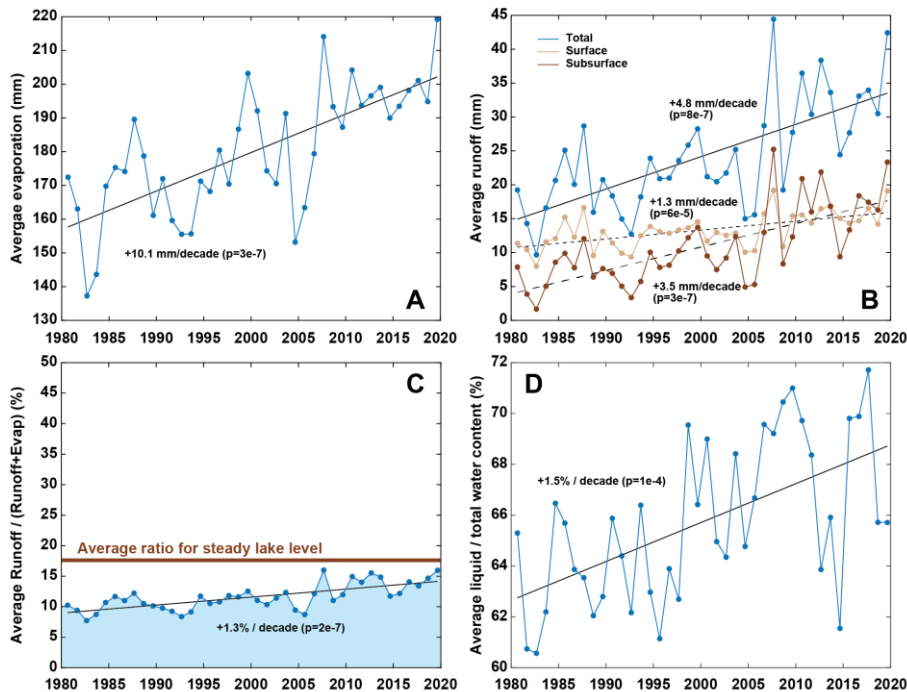 220
210
200
190
180
170
160
150
140
130
Avergae evaporation (mm)
+10.1 mm/decade (p=3e-7)
A
1980 1985 1990 1995 2000 2005 2010 2015 2020
45
40
35
30
25
20
15
10
5
0
Average runoff (mm)
Total
Surface
Subsurface
+4.8 mm/decade
(p=8e-7)
+1.3 mm/decade
(p=6e-5)
+3.5 mm/decade
(p=3e-7)
B
1980 1985 1990 1995 2000 2005 2010 2015 2020
50
45
40
35
30
25
20
15
10
5
0
Average Runoff / (Runoff+Evap) (%)
C
Average ratio for steady lake level
+1.3% / decade (p=2e-7)
1980 1985 1990 1995 2000 2005 2010 2015 2020
72
70
68
66
64
62
60
Average liquid / total water content (%)
D
+1.5% / decade (p=1e-4)
1980 1985 1990 1995 2000 2005 2010 2015 2020